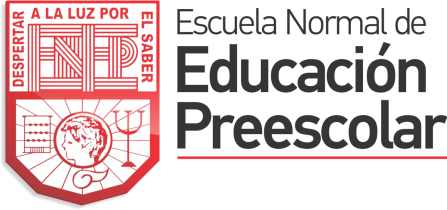 DESPERTAR
A LA LUZ POR
EL SABER
ENP
Escuela Normal de
Educación
Preescolar